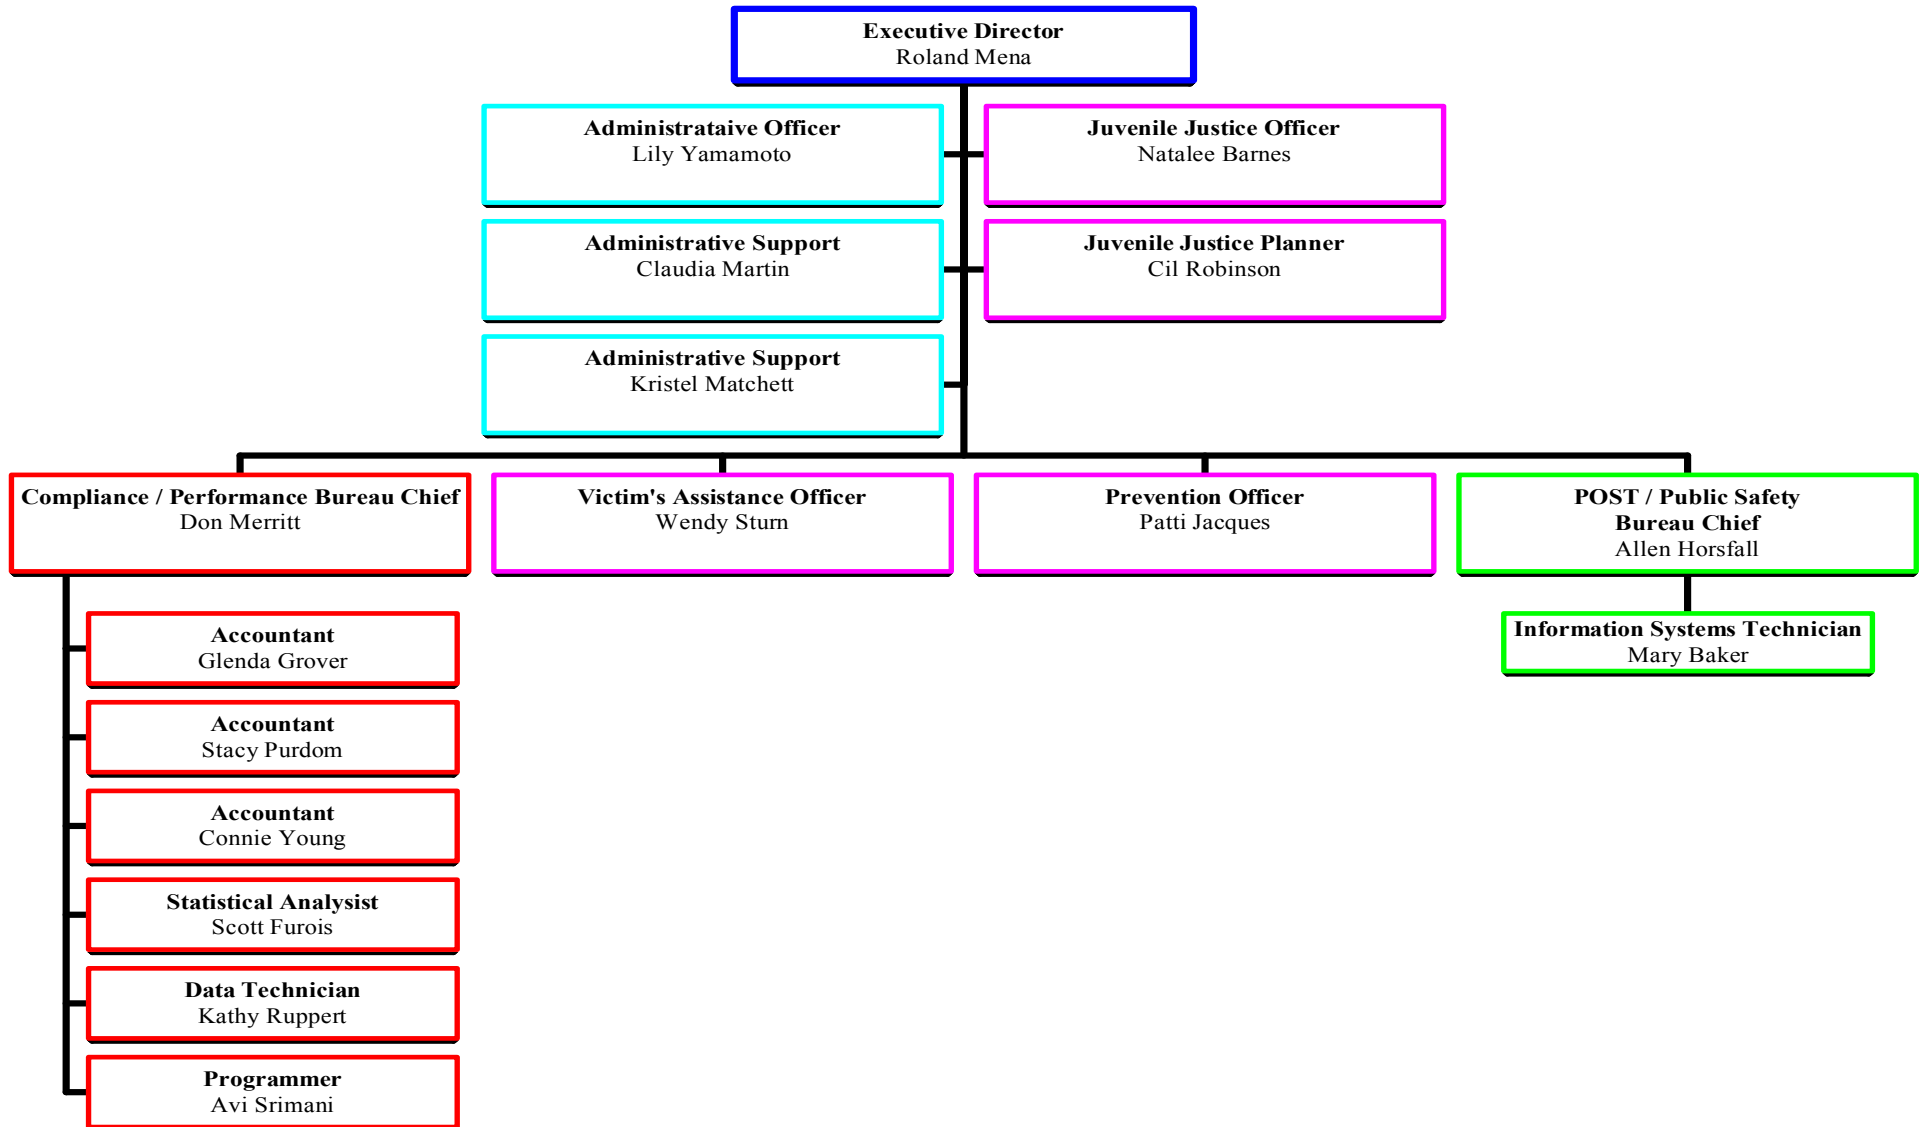 Executive Director
Roland Mena
Administrataive Officer
Lily Yamamoto
Juvenile Justice Officer
Natalee Barnes
Administrative Support
Claudia Martin
Juvenile Justice Planner
Cil Robinson
Administrative Support
Kristel Matchett
Compliance / Performance Bureau Chief
Don Merritt
Victim's Assistance Officer
Wendy Sturn
Prevention Officer
Patti Jacques
POST / Public Safety
Bureau Chief
Allen Horsfall
Accountant
Glenda Grover
Information Systems Technician
Mary Baker
Accountant
Stacy Purdom
Accountant
Connie Young
Statistical Analysist
Scott Furois
Data Technician
Kathy Ruppert
Programmer
Avi Srimani